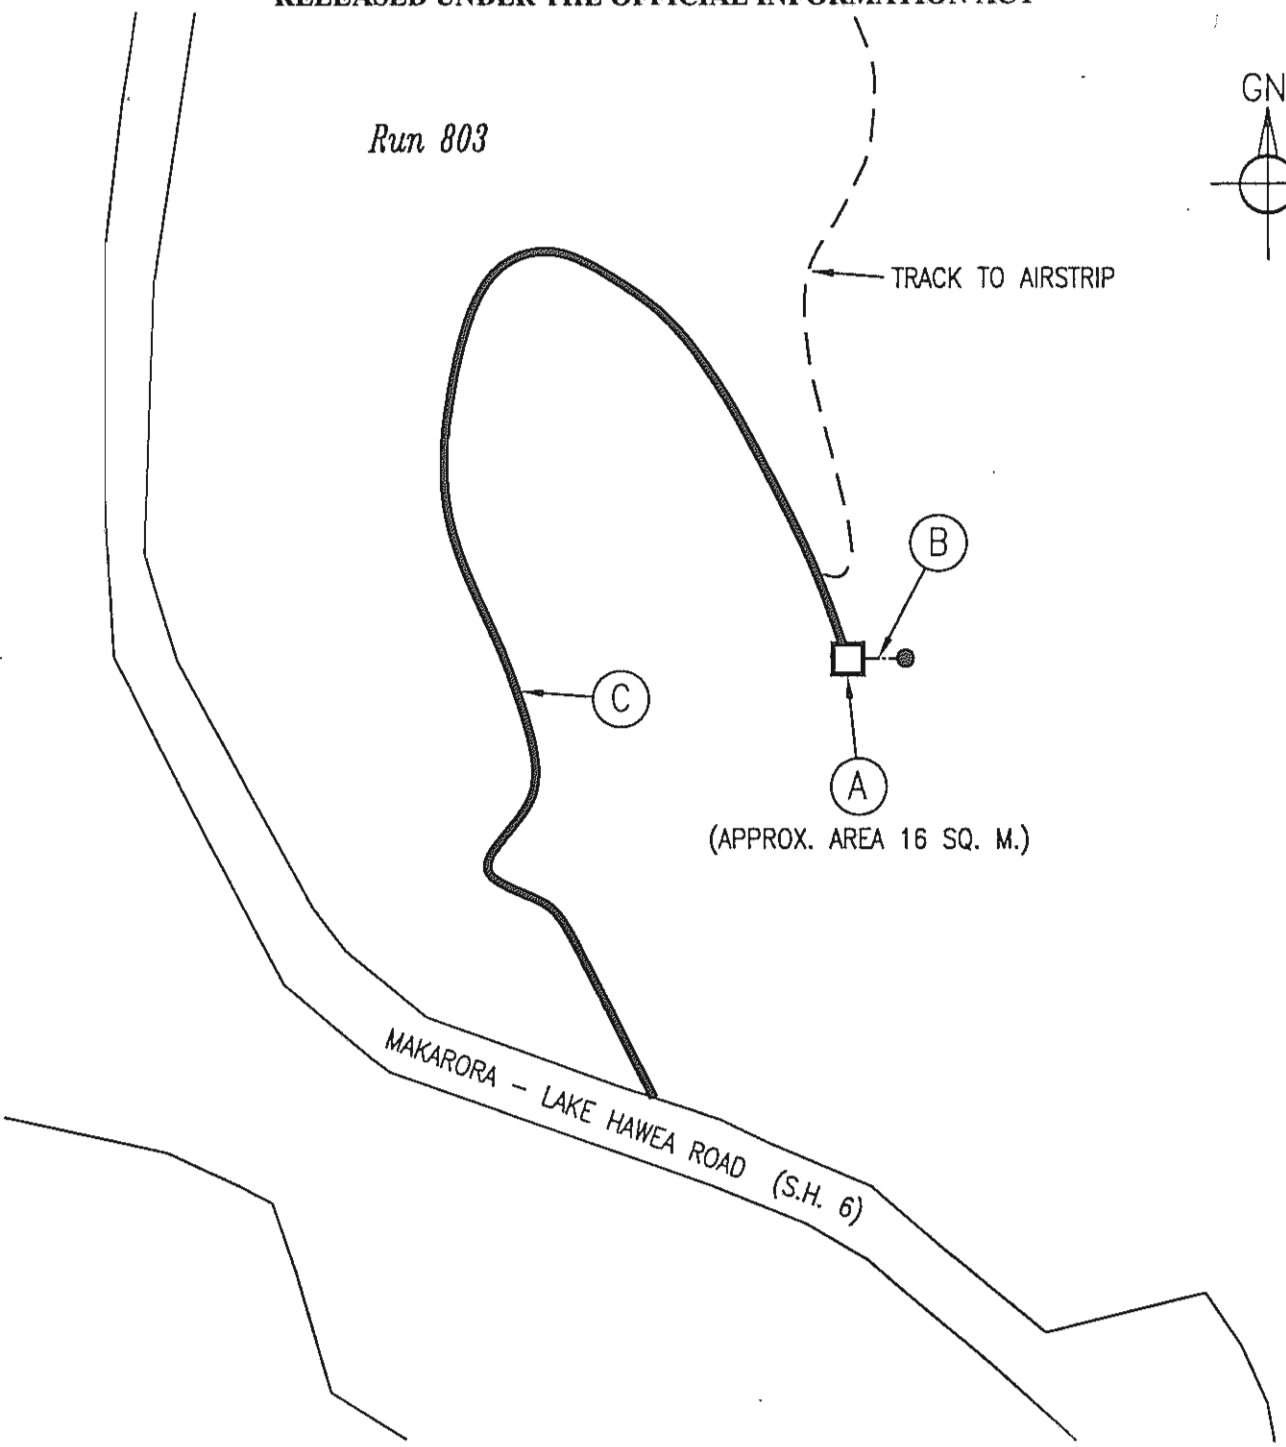 RELEASED UNDER THE OFFICIAL INFORMATION ACT
GN
Run 803
TRACK TO AIRSTRIP
B
C
A
(APPROX. AREA 16 SQ. M.)
MAKARORA – LAKE HAWEA ROAD (S.H. 6)